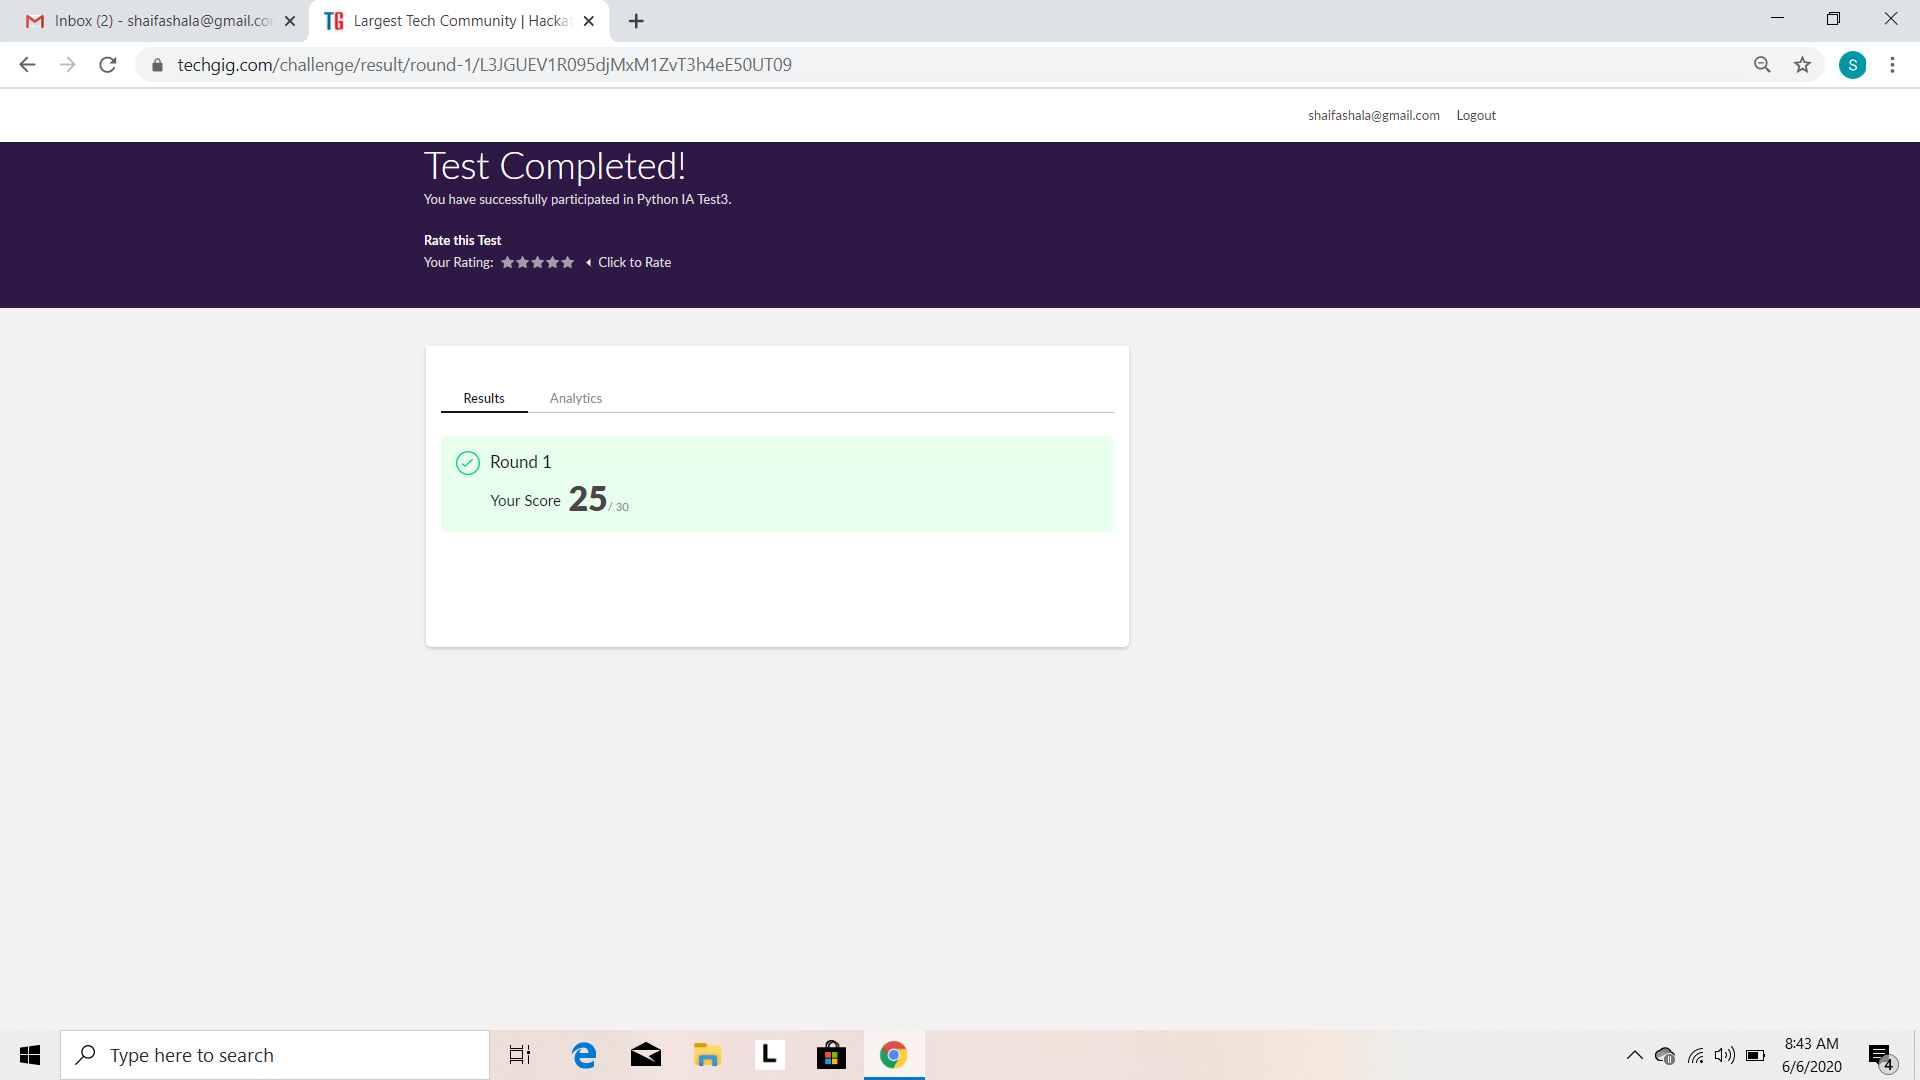 Inbox (2) - shaifashala@gmail.co
TG Largest Tech Community | Hacka
techgig.com/challenge/result/round-1/L3JGUEV1R095djMxM1ZvT3h4eE50UT09
S
shaifashala@gmail.com Logout
Test Completed!
You have successfully participated in Python IA Test3.
Rate this Test
Your Rating: Click to Rate
Results Analytics
Round 1
Your Score 25 / 30
Type here to search
L
8:43 AM
6/6/2020
4